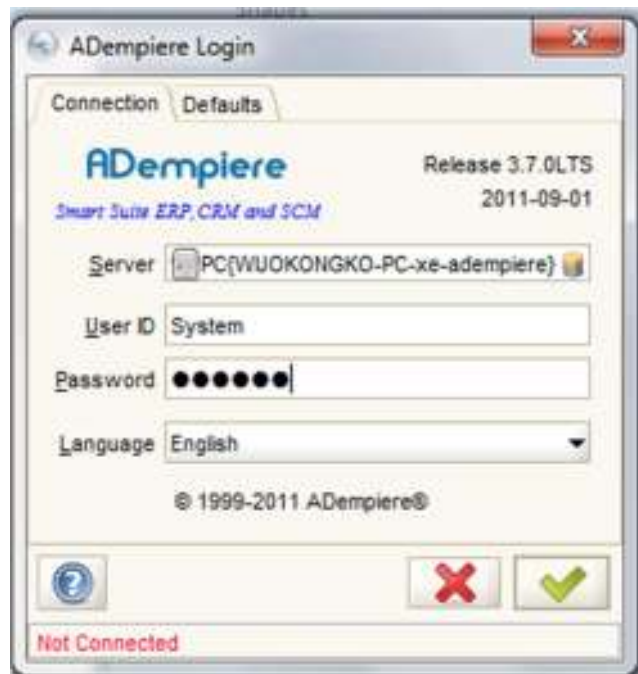 ADempiere Login
Connection Defaults
ADempiere Release 3.7.0LTS
Smart Suite ERP, CRM and SCM 2011-09-01
Server PC{WUOKONGKO-PC-xe-adempiere}
User ID System
Password ●●●●●●
Language English
© 1999-2011 ADempiere®
Not Connected